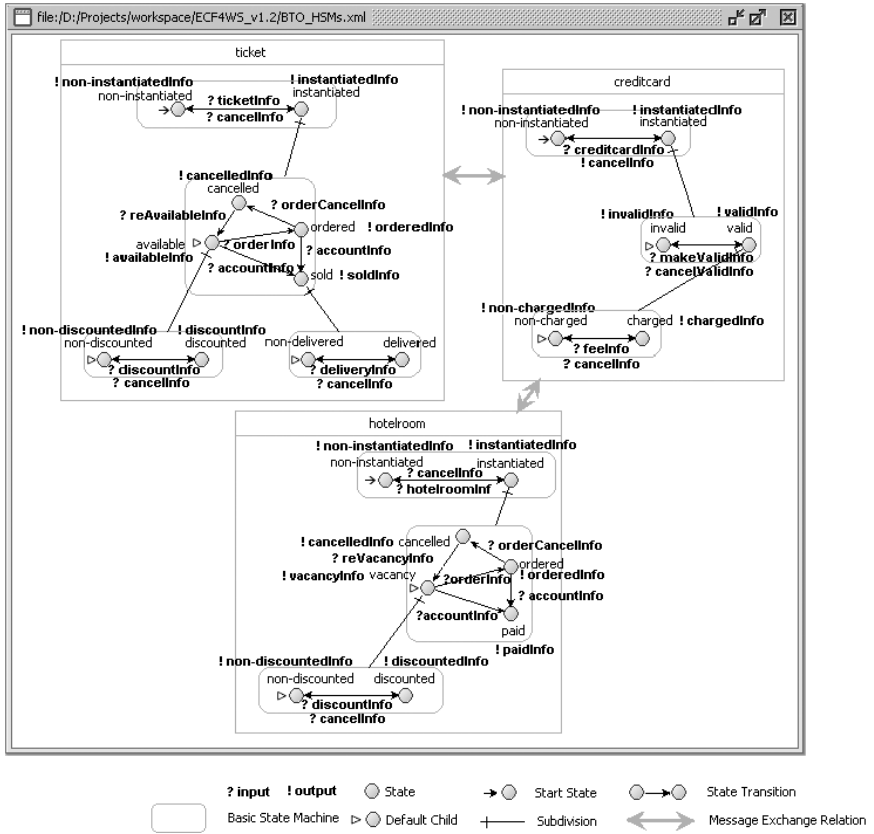 file:/D:/Projects/workspace/ECF4WS_v1.2/BTO_HSMs.xml
ticket
! non-instantiatedInfo
! instantiatedInfo
non-instantiated
instantiated
? ticketInfo
? cancelInfo
! cancelledInfo
cancelled
? orderCancelInfo
? reAvailableInfo
ordered
! orderedInfo
available
? orderInfo
? accountInfo
! availableInfo
? accountInfo
sold
! soldInfo
! non-discountedInfo
! discountInfo
non-discounted
discounted
? discountInfo
? cancelInfo
non-delivered
delivered
? deliveryInfo
? cancelInfo
creditcard
! non-instantiatedInfo
! instantiatedInfo
non-instantiated
instantiated
? creditcardInfo
! cancelInfo
! invalidInfo
! validInfo
invalid
valid
? makeValidInfo
? cancelValidInfo
! non-chargedInfo
non-charged
charged
! chargedInfo
? feeInfo
? cancelInfo
hotelroom
! non-instantiatedInfo
! instantiatedInfo
non-instantiated
instantiated
? cancelInfo
? hotelroomInf
! cancelledInfo
cancelled
? orderCancelInfo
? reVacancyInfo
ordered
! vacancyInfo
vacancy
?orderInfo
! orderedInfo
? accountInfo
?accountInfo
paid
! paidInfo
! non-discountedInfo
! discountedInfo
non-discounted
discounted
? discountInfo
? cancelInfo
? input
! output
State
Start State
State Transition
Basic State Machine
Default Child
Subdivision
Message Exchange Relation